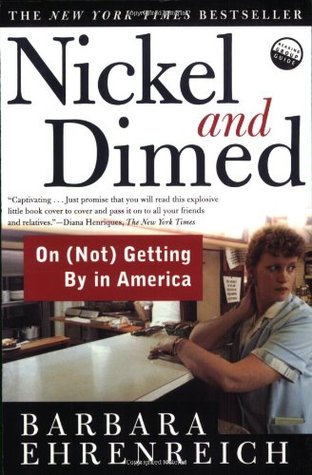 THE NEW YORK TIMES BESTSELLER
READING
GROUP
GUIDE
Nickel
and
Dimed
“Captivating . . . Just promise that you will read this explosive
little book cover to cover and pass it on to all your friends
and relatives.”—Diana Henriques, The New York Times
On (Not) Getting
By in America
BARBARA
EHRENREICH